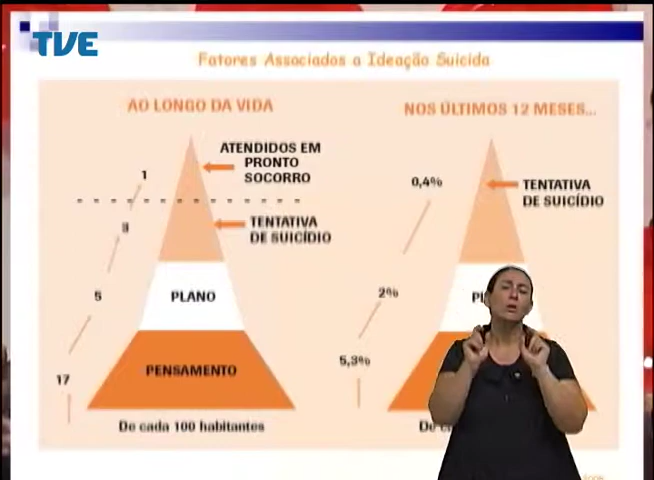 TVE
Fatores Associados a Ideação Suicida
AO LONGO DA VIDA
1
3
5
17
ATENDIDOS EM
PRONTO
SOCORRO
TENTATIVA
DE SUICÍDIO
PLANO
PENSAMENTO
De cada 100 habitantes
NOS ÚLTIMOS 12 MESES...
0,4%
2%
5,3%
TENTATIVA
DE SUICÍDIO
De